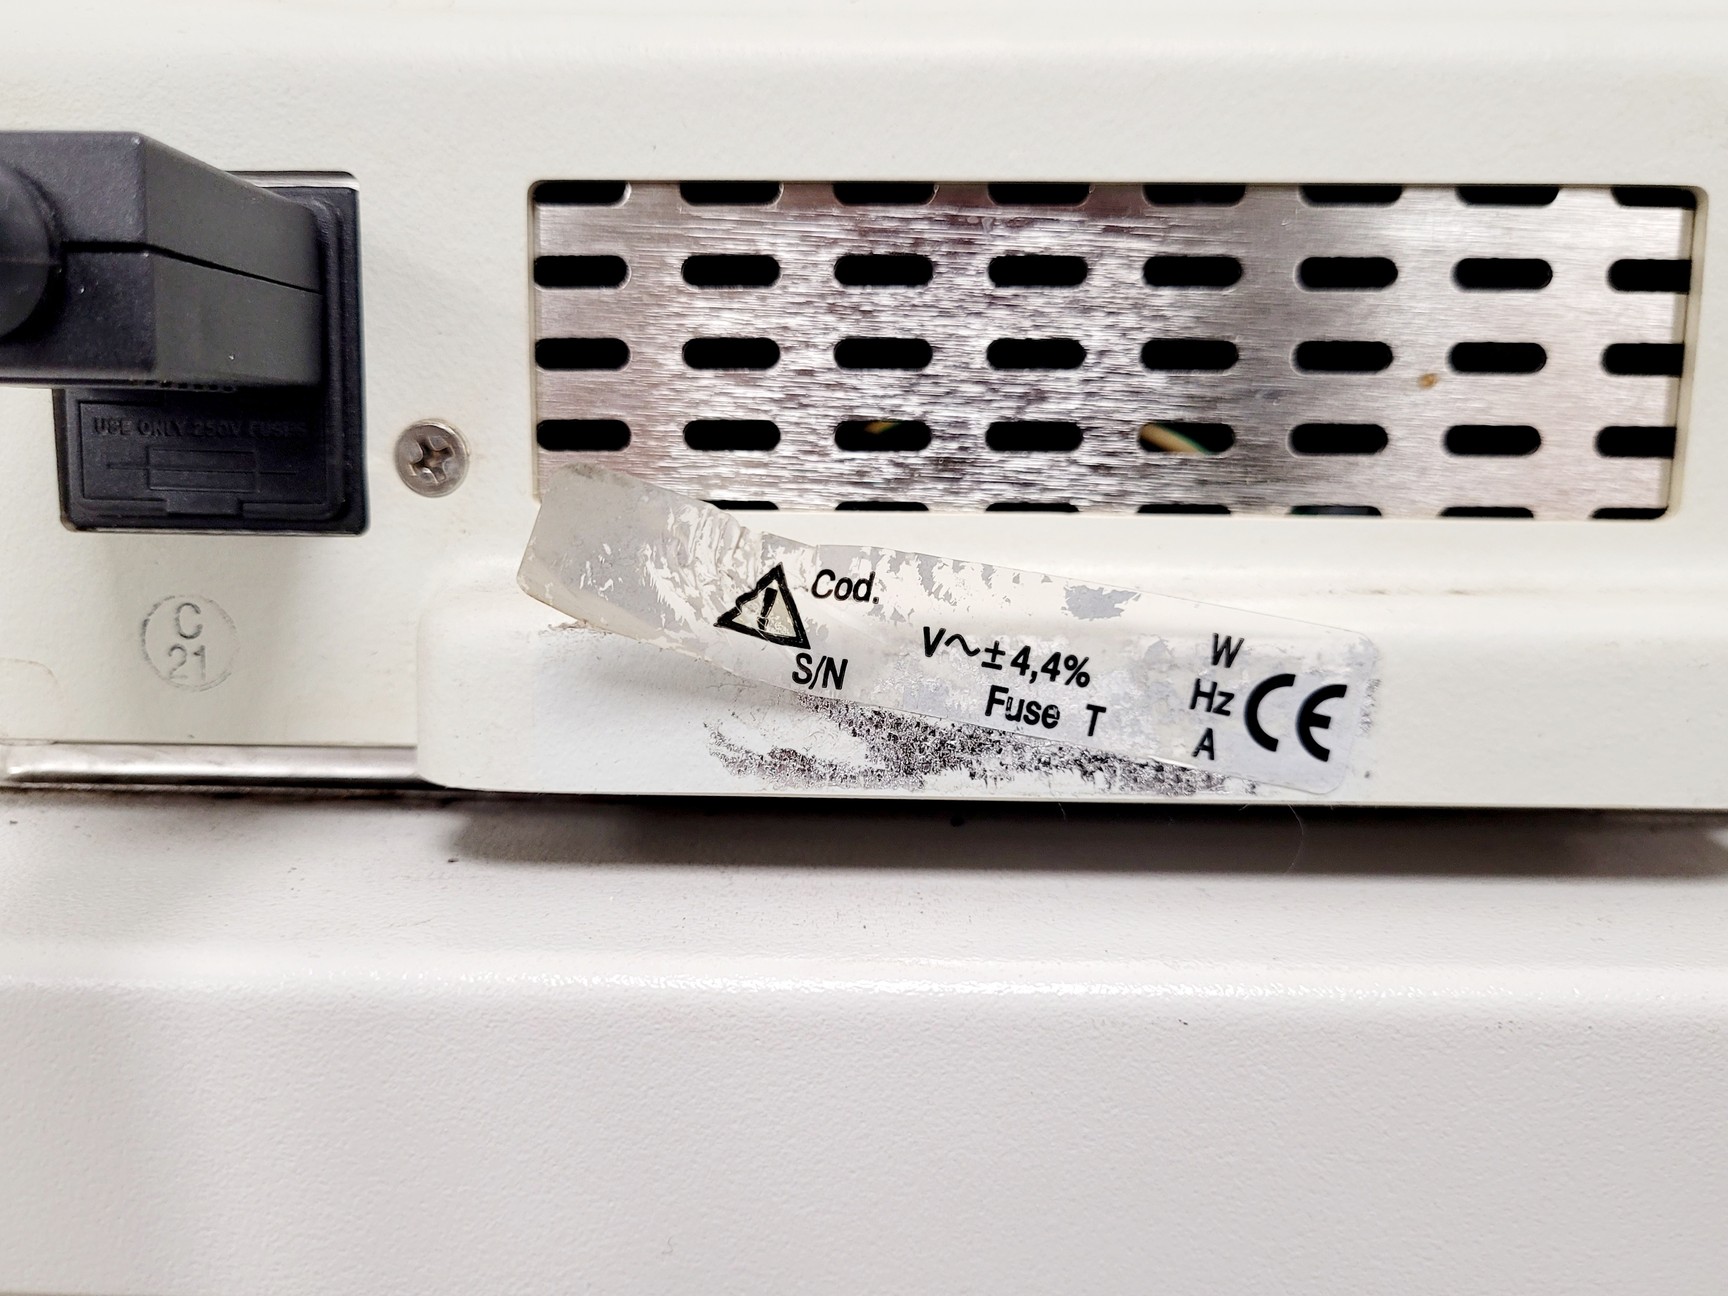 USE ONLY 250V FUSES
C
21
Cod.
S/N
V~±4,4%
Fuse T
W
Hz
A
CE